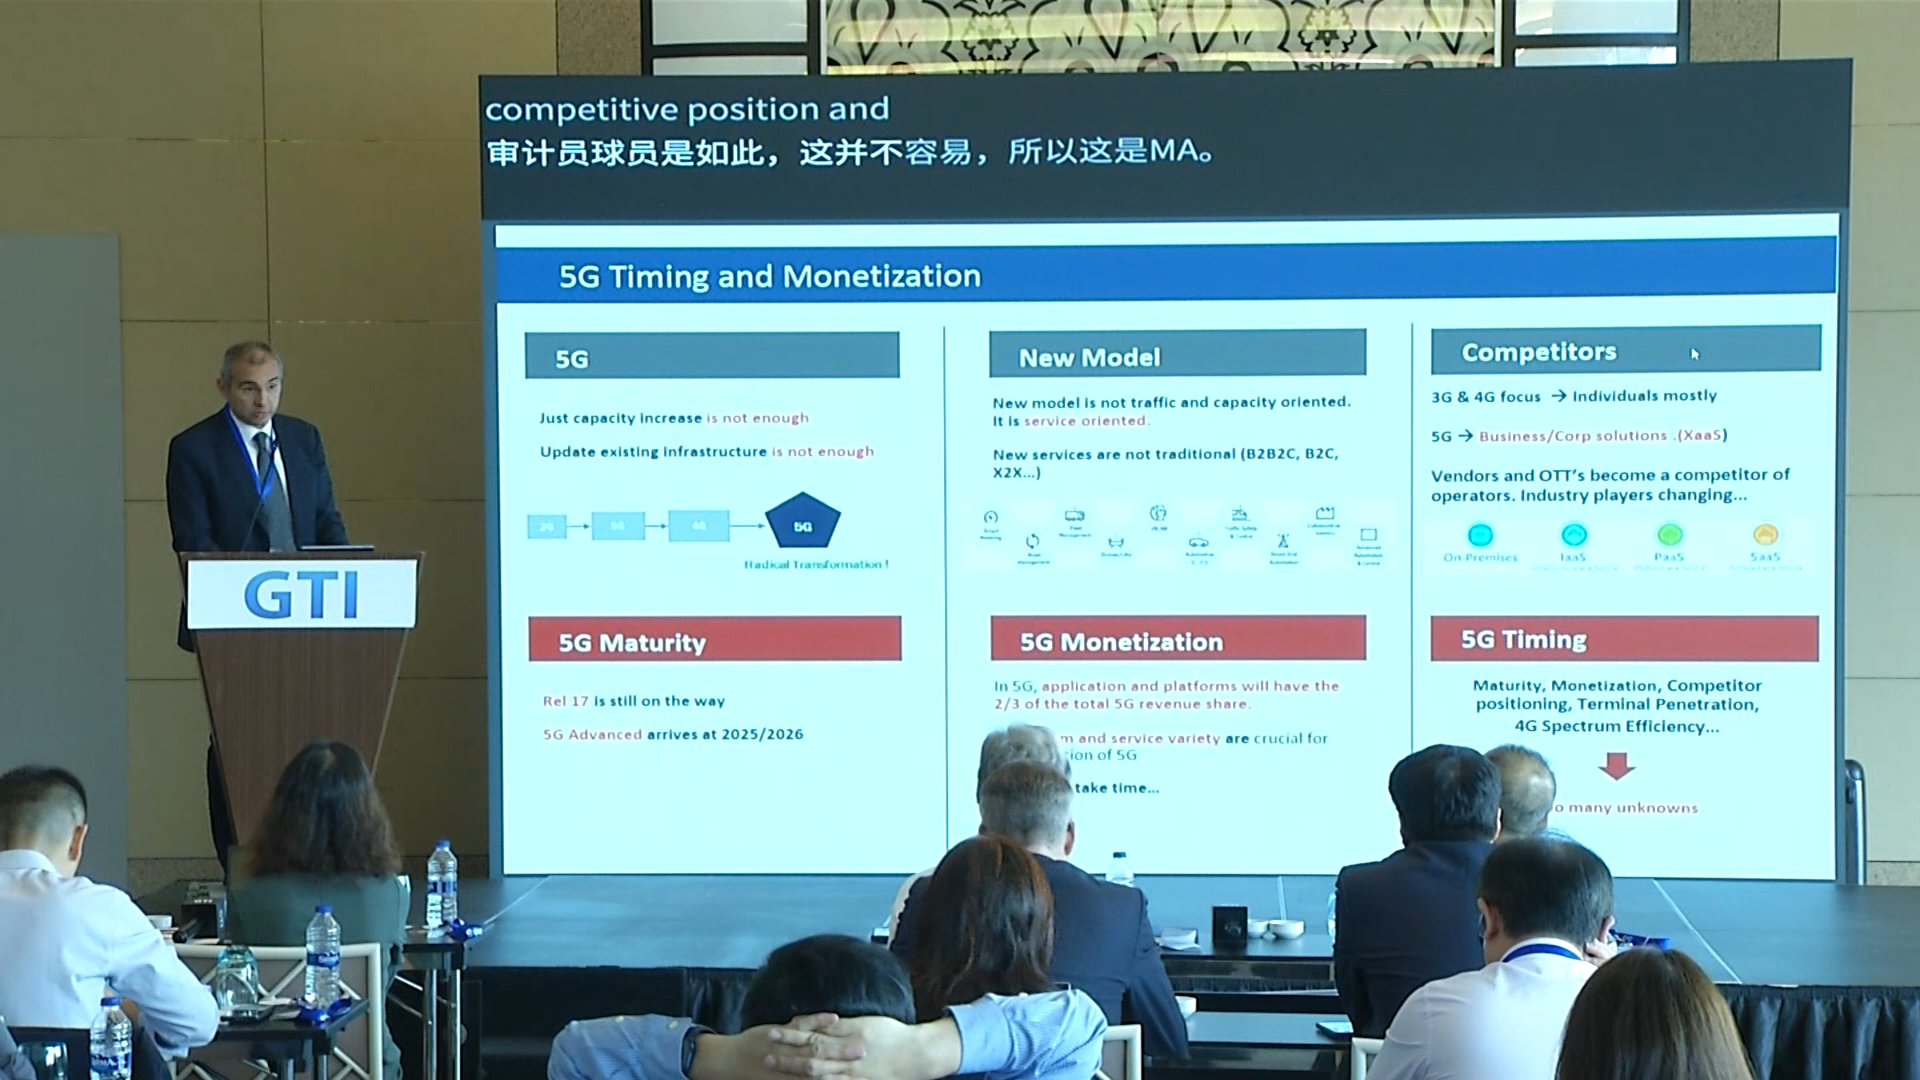 competitive position and
审计员球员是如此，这并不容易，所以这是MA。
5G Timing and Monetization
5G
Just capacity increase is not enough
Update existing Infrastructure is not enough
2G
3G
4G
5G
Radical Transformation!
New Model
New model is not traffic and capacity oriented.
It is service oriented.
New services are not traditional (B2B2C, B2C,
X2X...)
Competitors
3G & 4G focus → Individuals mostly
5G → Business/Corp solutions .(XaaS)
Vendors and OTT's become a competitor of
operators. Industry players changing...
On-Premises
IaaS
PaaS
SaaS
5G Maturity
Rel 17 is still on the way
5G Advanced arrives at 2025/2026
5G Monetization
In 5G, application and platforms will have the
2/3 of the total 5G revenue share.
and service variety are crucial for
of 5G
take time...
5G Timing
Maturity, Monetization, Competitor
positioning, Terminal Penetration,
4G Spectrum Efficiency...
many unknowns
GTI